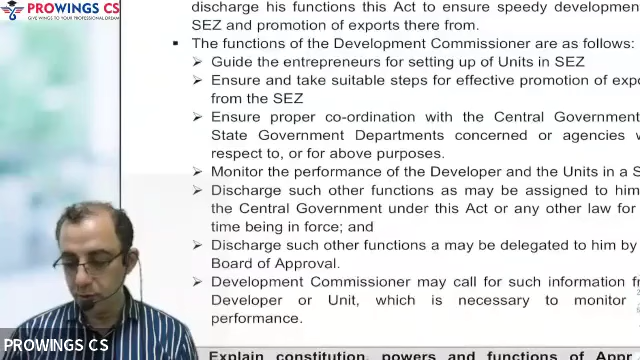 PROWINGS CS
GIVE WINGS TO YOUR PROFESSIONAL DREAM
discharge his functions this Act to ensure speedy developmen
SEZ and promotion of exports there from.
▪ The functions of the Development Commissioner are as follows:
➢ Guide the entrepreneurs for setting up of Units in SEZ
➢ Ensure and take suitable steps for effective promotion of expo
from the SEZ
➢ Ensure proper co-ordination with the Central Government
State Government Departments concerned or agencies w
respect to, or for above purposes.
➢ Monitor the performance of the Developer and the Units in a S
➢ Discharge such other functions as may be assigned to him
the Central Government under this Act or any other law for
time being in force; and
➢ Discharge such other functions a may be delegated to him by
Board of Approval.
➢ Development Commissioner may call for such information fr
Developer or Unit, which is necessary to monitor
performance.
Explain constitution, powers and functions of Appr
PROWINGS CS